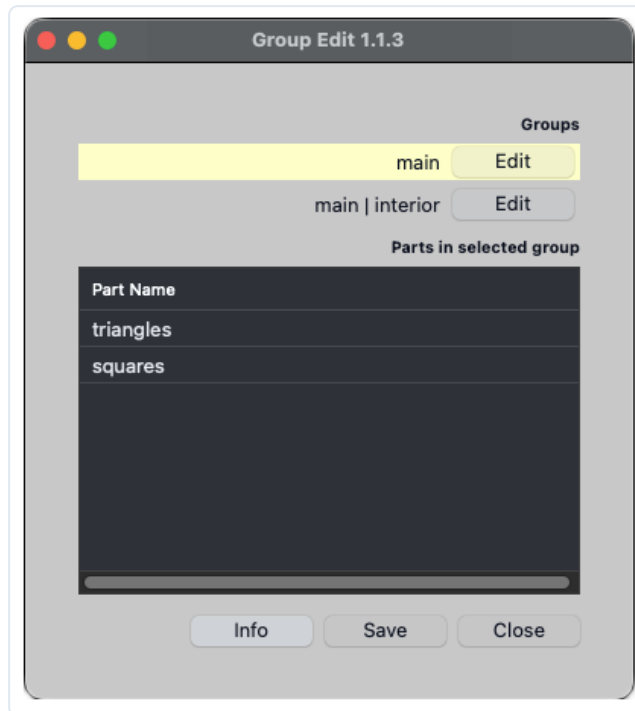 Group Edit 1.1.3
Groups
main Edit
main | interior Edit
Parts in selected group
Part Name
triangles
squares
Info Save Close